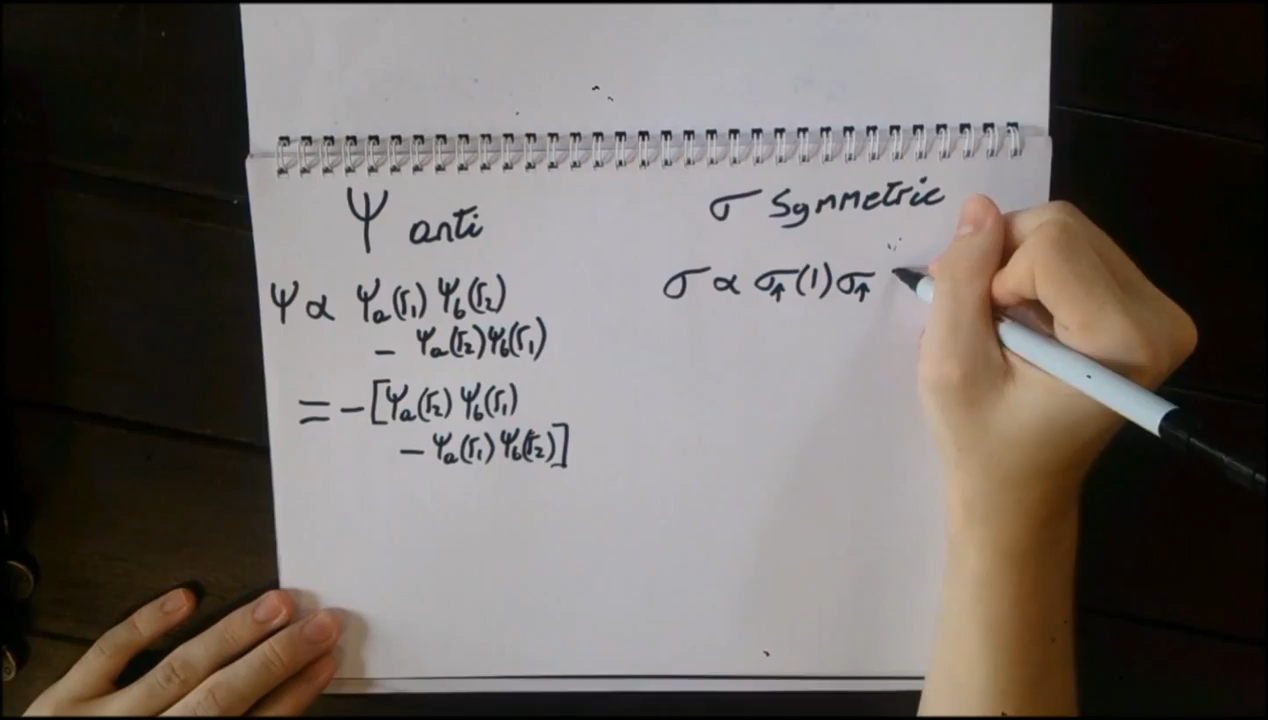 Ψ anti
Ψ ∝ Ψa(r₁) Ψb(r₂)
− Ψa(r₂)Ψb(r₁)
= −[Ψa(r₂) Ψb(r₁)
− Ψa(r₁) Ψb(r₂)]
σ Symmetric
σ ∝ σ↑(1)σ↑